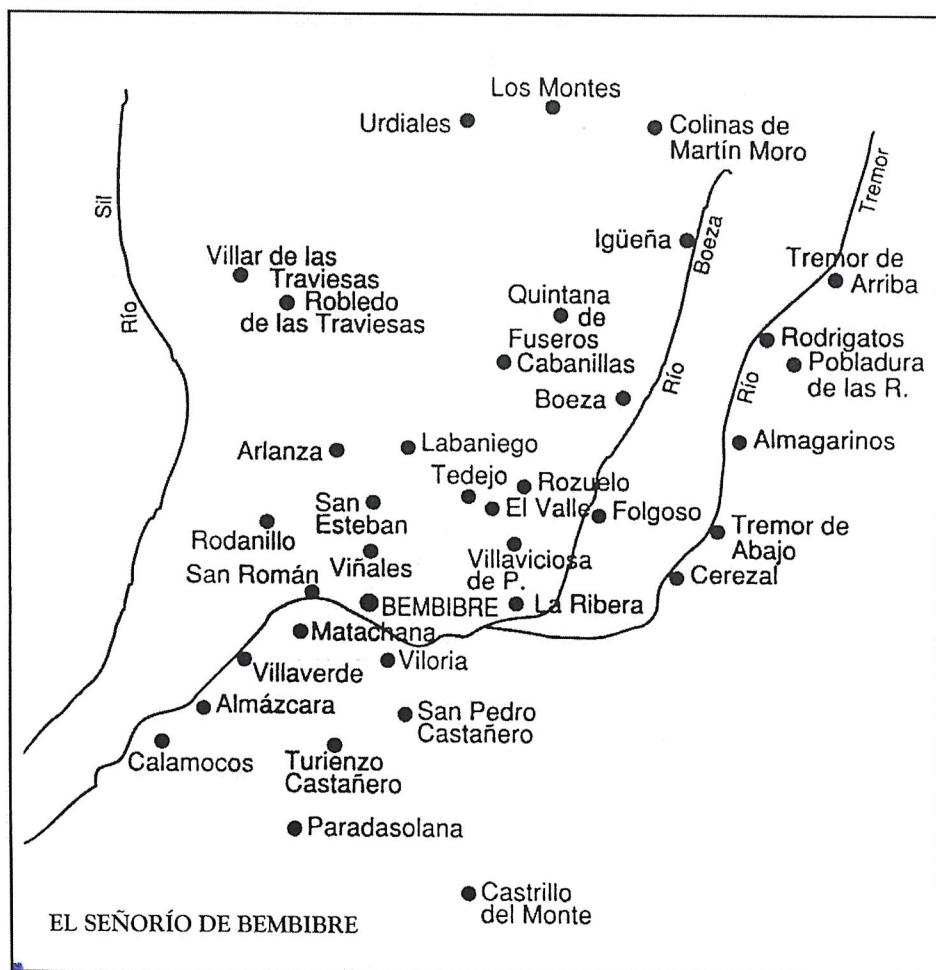 Los Montes
Urdiales
Colinas de
Martín Moro
Tremor
Sil
Río
Boeza
Igüeña
Villar de las
Traviesas
Robledo
de las Traviesas
Tremor de
Arriba
Quintana
de
Fuseros
Cabanillas
Rodrigatos
Pobladura
de las R.
Río
Río
Boeza
Almagarinos
Arlanza
Labaniego
Tedejo
Rozuelo
San
Esteban
El Valle
Folgoso
Rodanillo
Tremor de
Abajo
Viñales
Villaviciosa
de P.
Cerezal
San Román
BEMBIBRE
La Ribera
Matachana
Villaverde
Viloria
Almázcara
San Pedro
Castañero
Calamocos
Turienzo
Castañero
Paradasolana
Castrillo
del Monte
EL SEÑORÍO DE BEMBIBRE